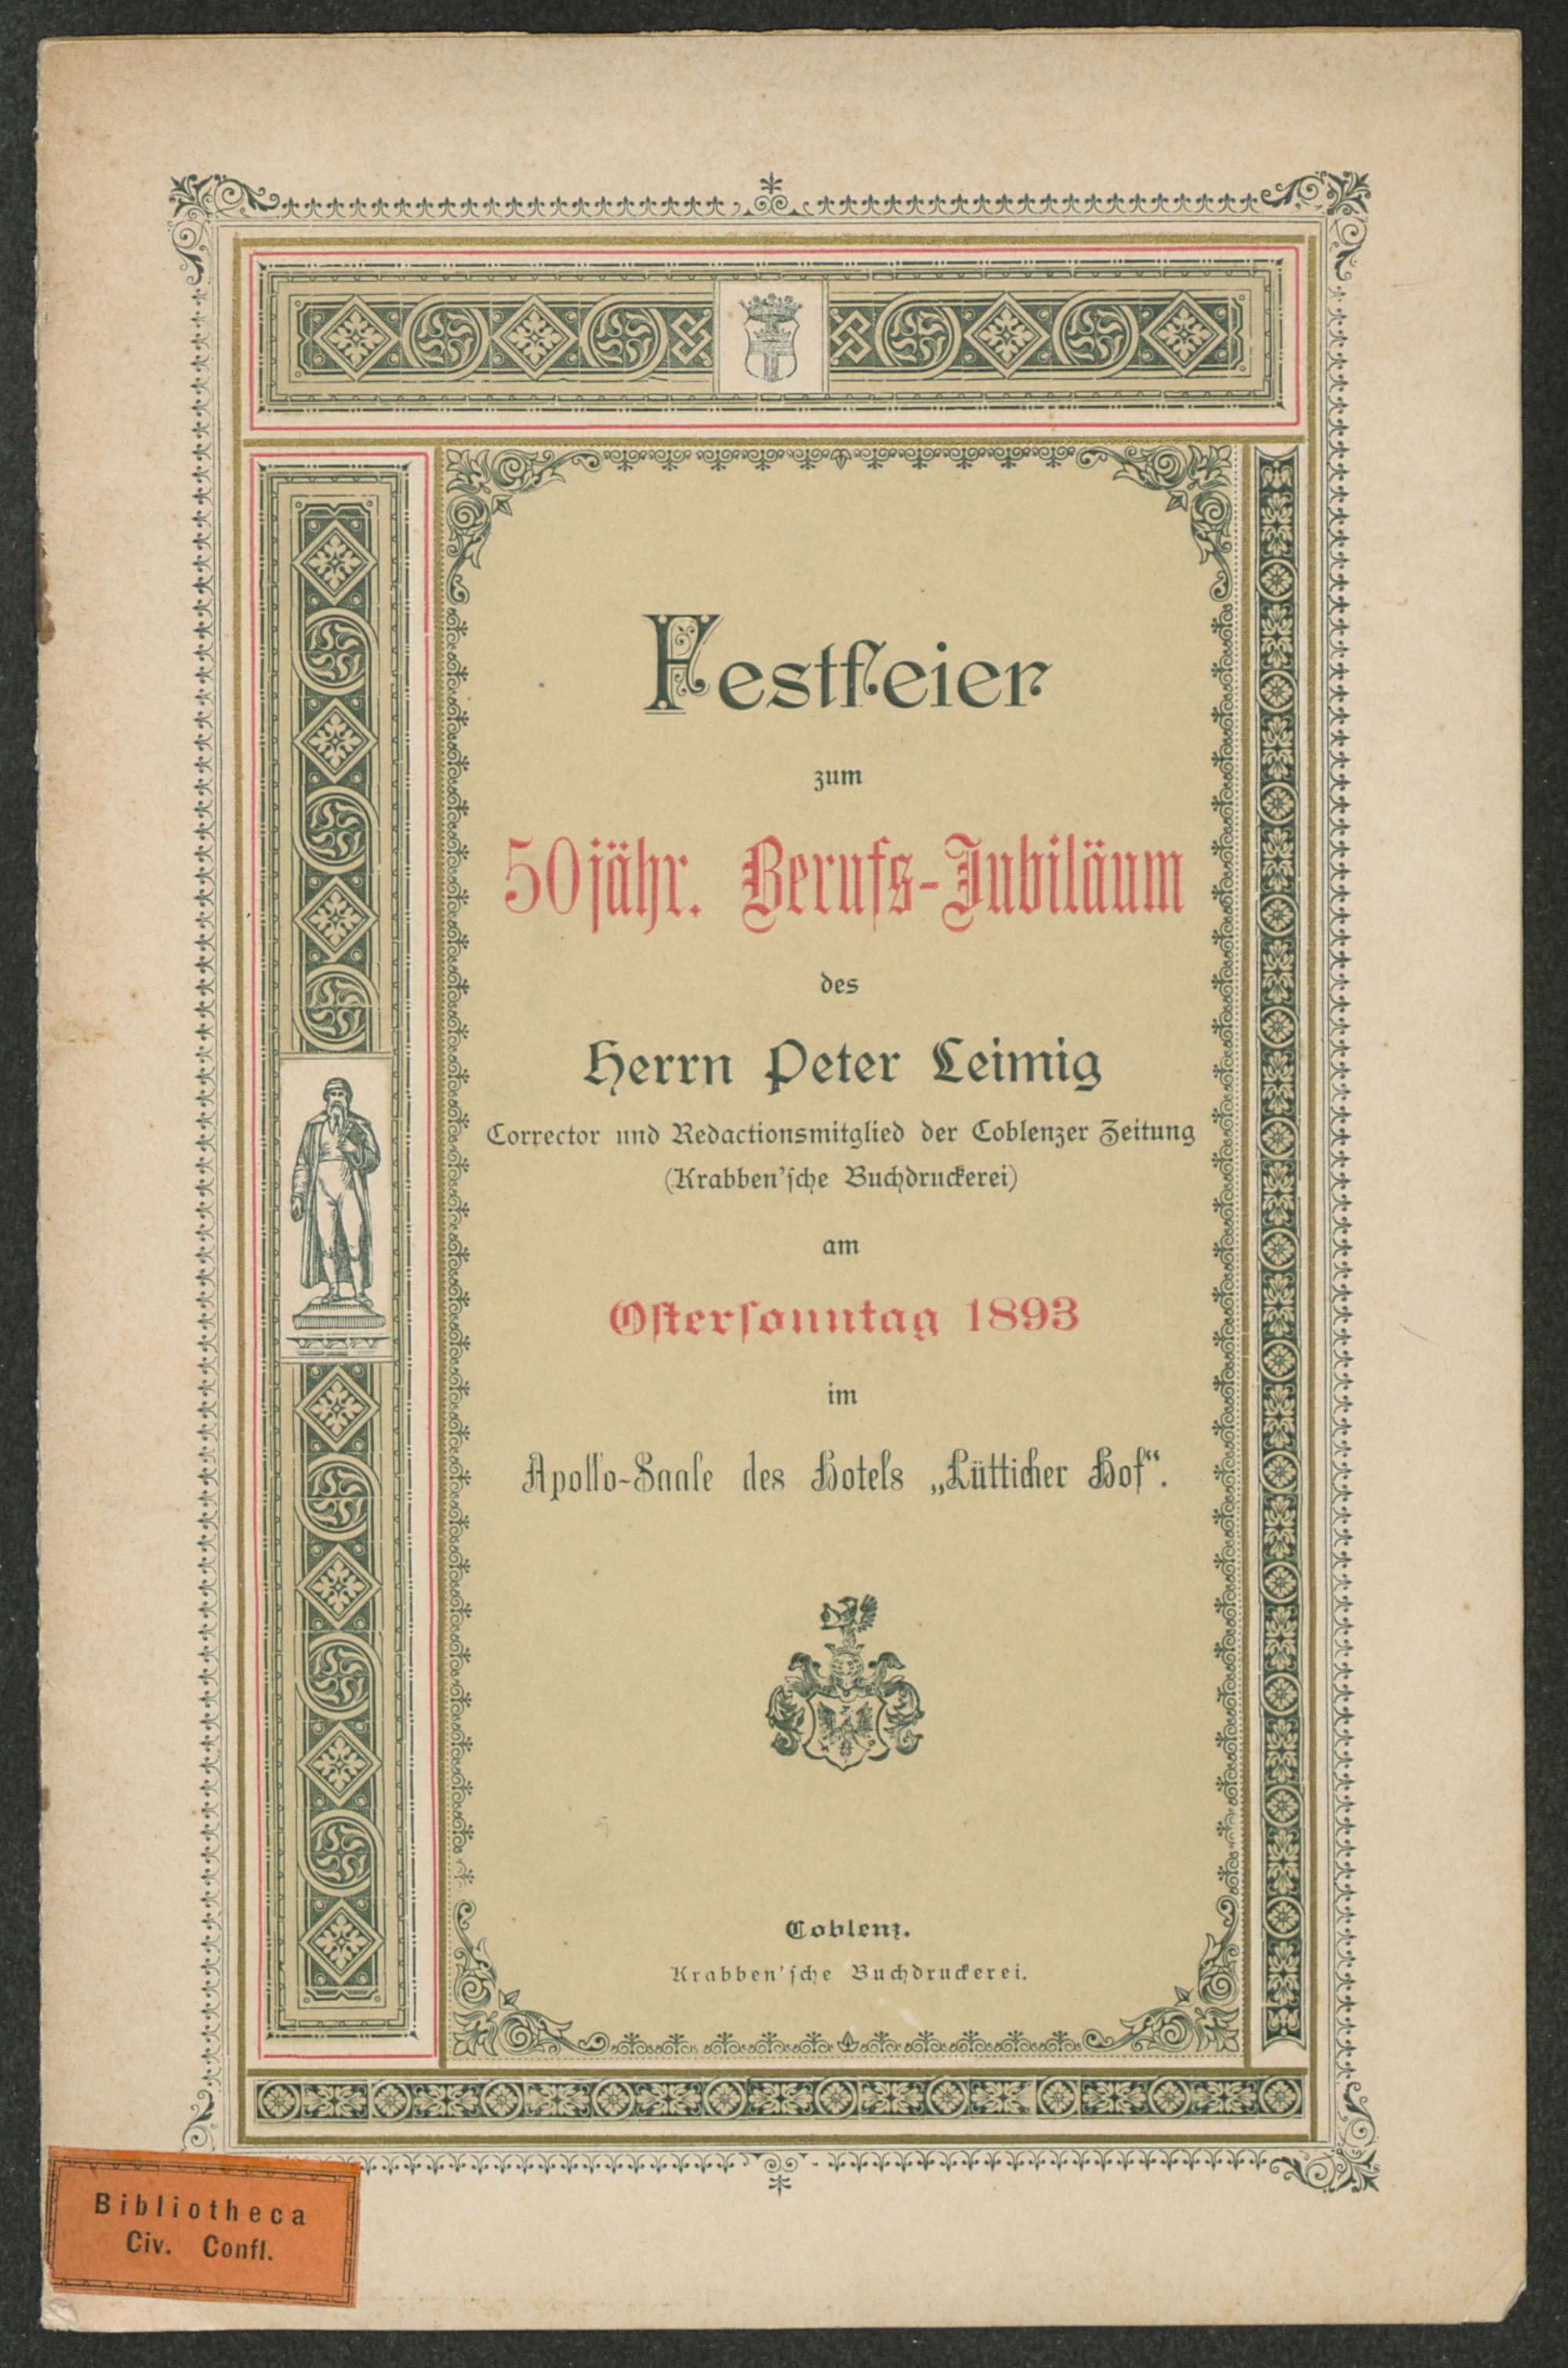 Festfeier
zum
50jähr. Berufs-Jubiläum
des
Herrn Peter Leimig
Corrector und Redactionsmitglied der Coblenzer Zeitung
(Krabben'sche Buchdruckerei)
am
Ostersonntag 1893
im
Apollo-Saale des Hotels „Lütticher Hof“.
Coblenz.
Krabben'sche Buchdruckerei.
Bibliotheca
Civ. Confl.